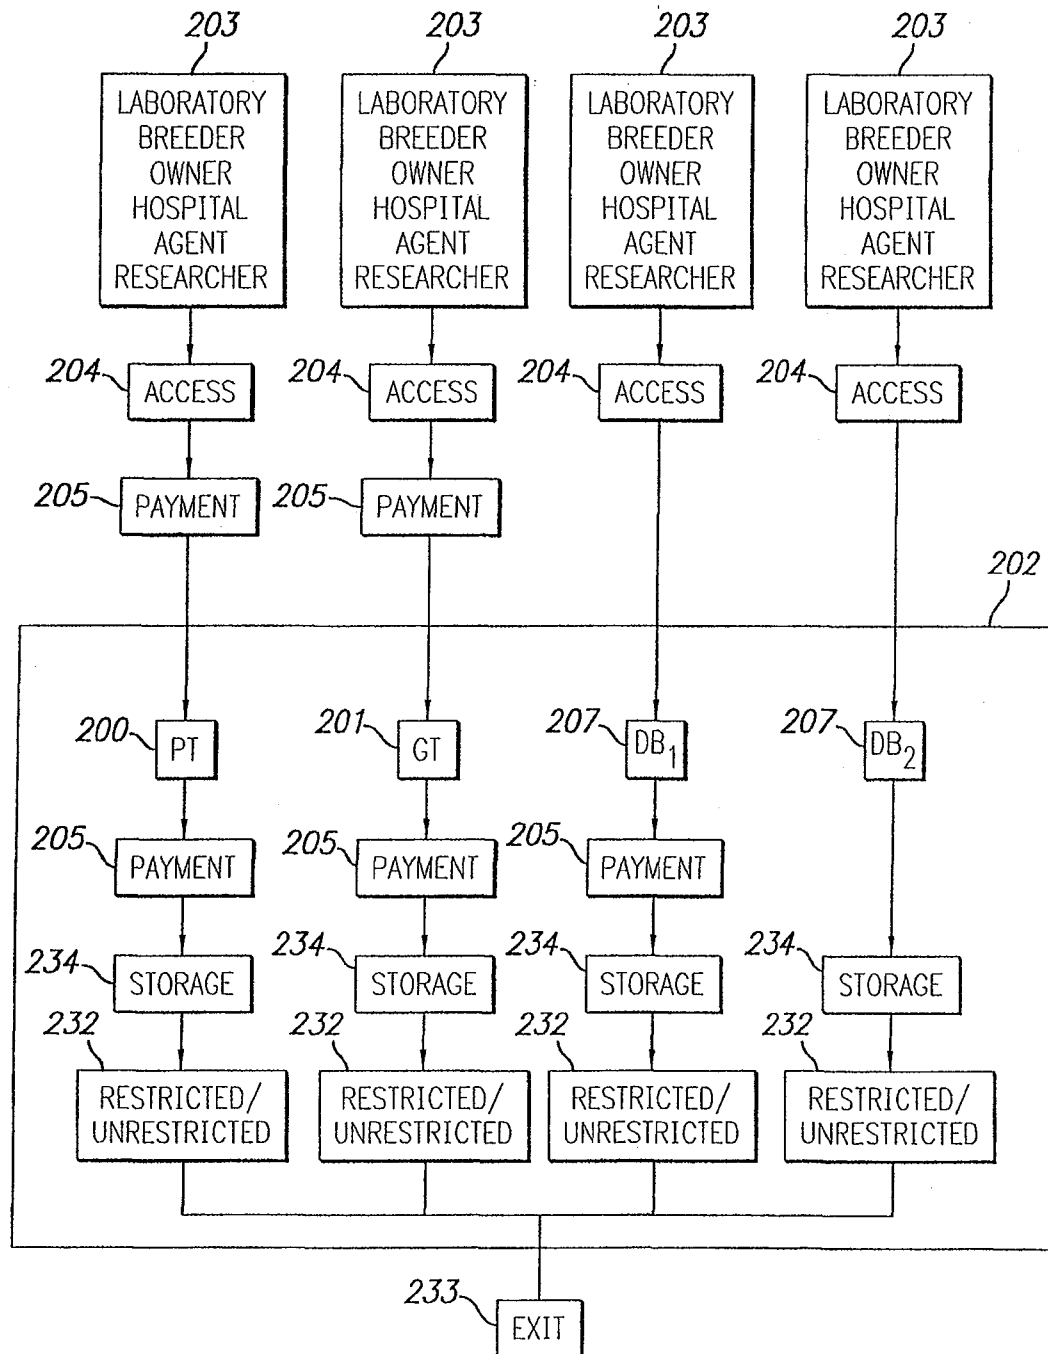 203 203 203 203
LABORATORY LABORATORY LABORATORY LABORATORY
BREEDER BREEDER BREEDER BREEDER
OWNER OWNER OWNER OWNER
HOSPITAL HOSPITAL HOSPITAL HOSPITAL
AGENT AGENT AGENT AGENT
RESEARCHER RESEARCHER RESEARCHER RESEARCHER
204 ACCESS 204 ACCESS 204 ACCESS 204 ACCESS
205 PAYMENT 205 PAYMENT
202
200 PT 201 GT 207 DB1 207 DB2
205 PAYMENT 205 PAYMENT 205 PAYMENT
234 STORAGE 234 STORAGE 234 STORAGE 234 STORAGE
232 232 232 232
RESTRICTED/ RESTRICTED/ RESTRICTED/ RESTRICTED/
UNRESTRICTED UNRESTRICTED UNRESTRICTED UNRESTRICTED
233 EXIT